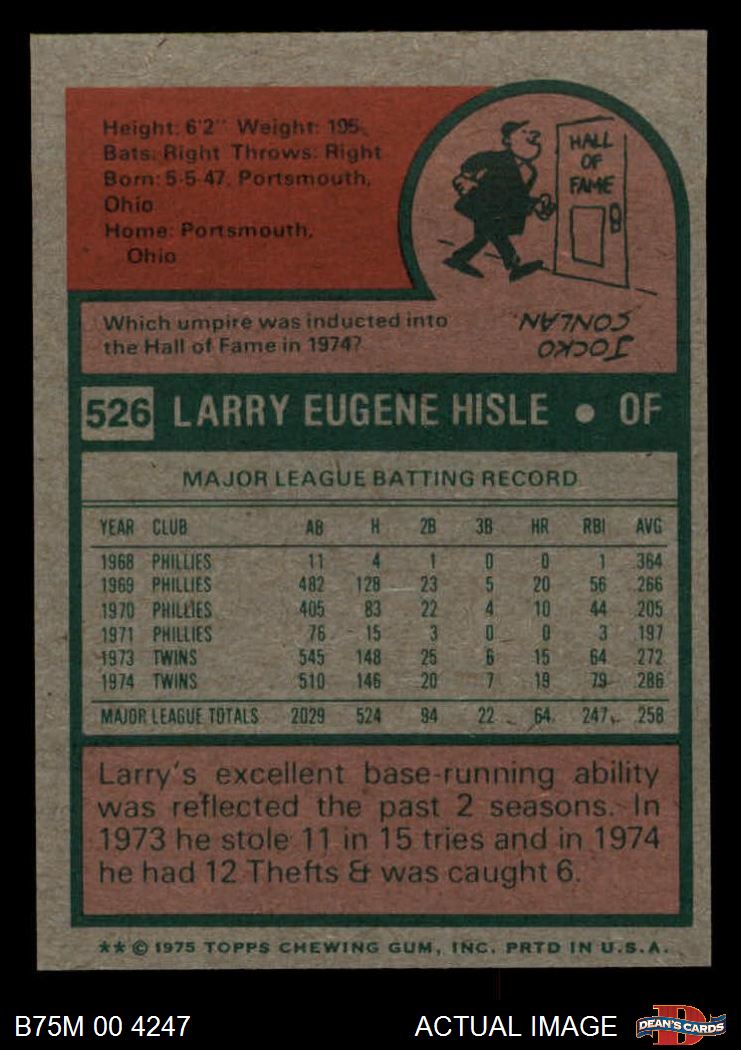 Height: 6'2" Weight: 195
Bats: Right Throws: Right
Born: 5-5-47, Portsmouth,
Ohio
Home: Portsmouth,
Ohio
HALL
OF
FAME
Which umpire was inducted into
the Hall of Fame in 1974?
JOCKO
CONLAN
526 LARRY EUGENE HISLE • OF
MAJOR LEAGUE BATTING RECORD
YEAR CLUB AB H 2B 3B HR RBI AVG
1968 PHILLIES 11 4 1 0 0 1 364
1969 PHILLIES 482 128 23 5 20 56 266
1970 PHILLIES 405 83 22 4 10 44 205
1971 PHILLIES 76 15 3 0 0 3 197
1973 TWINS 545 148 25 6 15 64 272
1974 TWINS 510 146 20 7 19 79 286
MAJOR LEAGUE TOTALS 2029 524 94 22 64 247 258
Larry's excellent base-running ability
was reflected the past 2 seasons. In
1973 he stole 11 in 15 tries and in 1974
he had 12 Thefts & was caught 6.
** © 1975 TOPPS CHEWING GUM, INC. PRTD IN U.S.A.
B75M 00 4247 ACTUAL IMAGE D DEAN'S CARDS